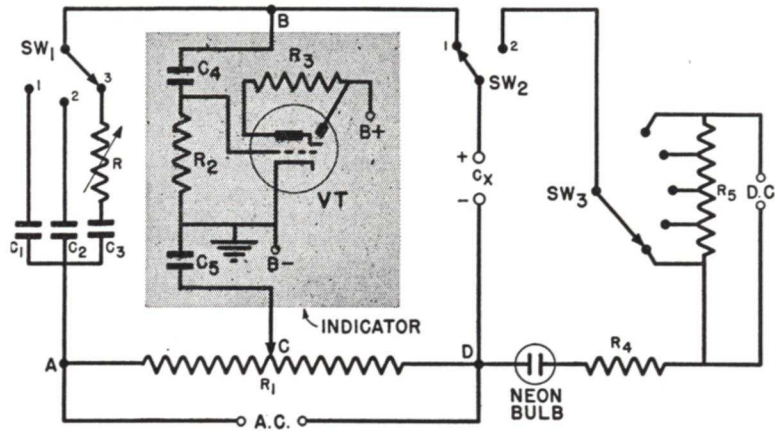 B
SW1
1
2
3
R
C1
C2
C3
C4
R3
B+
R2
VT
B-
C5
INDICATOR
A
C
R1
D
A.C.
1
2
SW2
+
CX
-
SW3
R5
D.C
R4
NEON
BULB